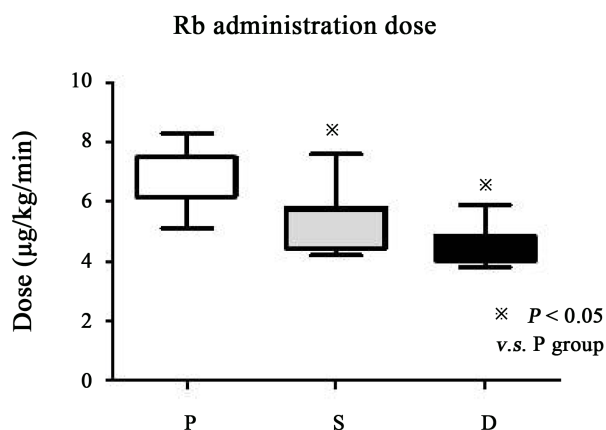 Rb administration dose
10
8
6
4
2
0
Dose (µg/kg/min)
※
※
※ P < 0.05
v.s. P group
P S D